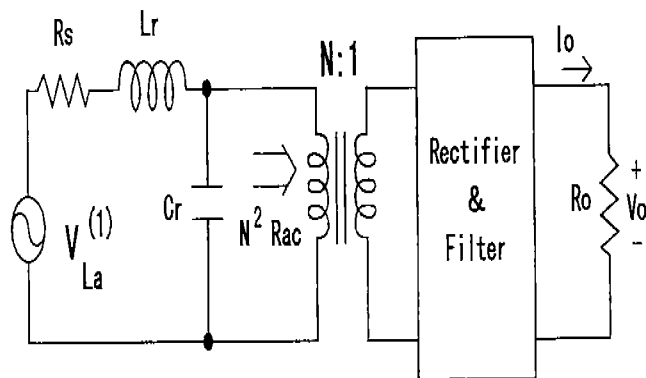 Rs
Lr
N:1
Io
V La (1)
Cr
N² Rac
Rectifier
&
Filter
Ro
+
Vo
-